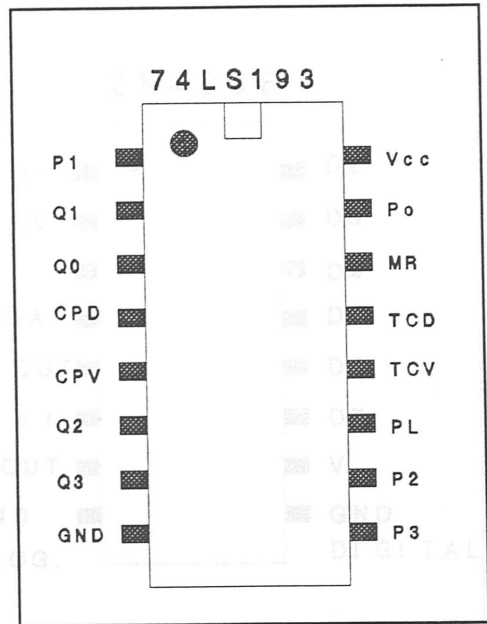 74LS193
P1 Vcc
Q1 Po
Q0 MR
CPD TCD
CPV TCV
Q2 PL
Q3 P2
GND P3